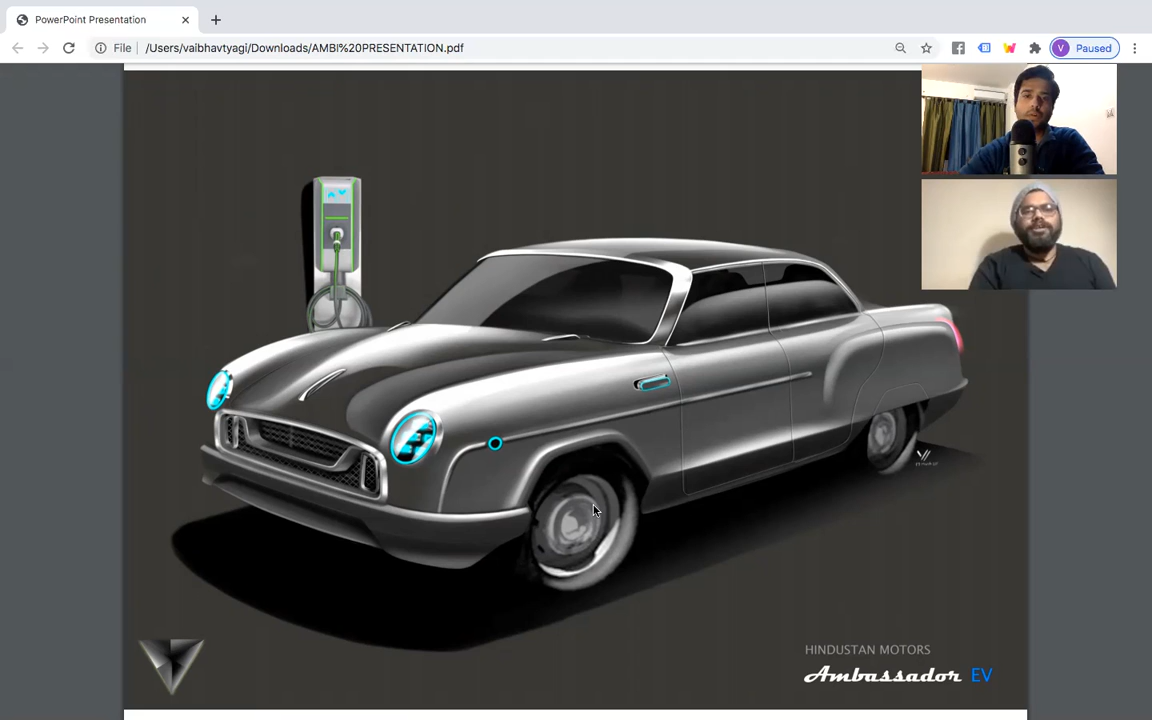 PowerPoint Presentation
File
/Users/vaibhavtyagi/Downloads/AMBI%20PRESENTATION.pdf
V
Paused
HINDUSTAN MOTORS
Ambassador EV